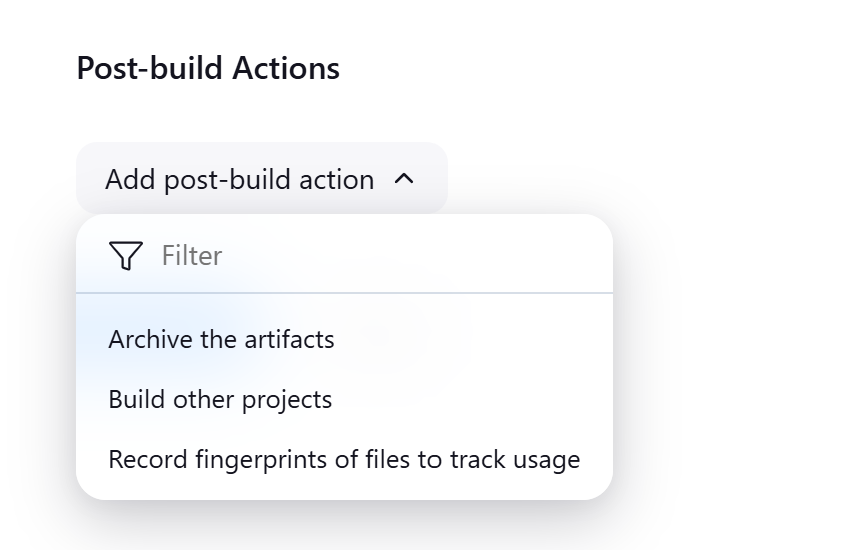 Post-build Actions
Add post-build action
Filter
Archive the artifacts
Build other projects
Record fingerprints of files to track usage